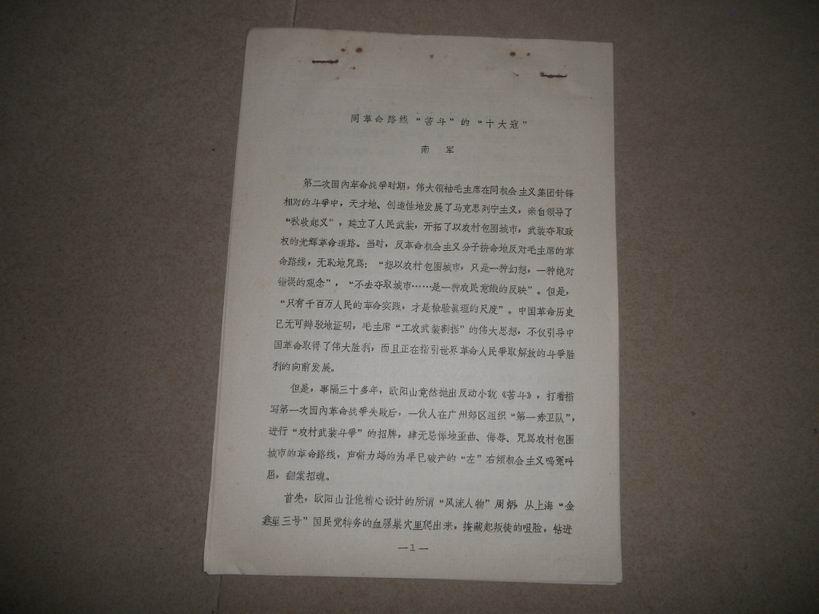 同革命路线“苦斗”的“十大寇”
南 军
第二次国内革命战争时期，伟大领袖毛主席在同机会主义集团针锋
相对的斗争中，天才地、创造性地发展了马克思列宁主义，亲自领导了
“秋收起义”，建立了人民武装，开拓了以农村包围城市，武装夺取政
权的光辉革命道路。当时，反革命机会主义分子拚命地反对毛主席的革
命路线，无恥地咒骂：“想以农村包围城市，只是一种幻想，一种绝对
错误的观念”，“不去夺取城市……是一种农民意识的反映”。但是，
“只有千百万人民的革命实践，才是检验真理的尺度”。中国革命历史
已无可辩驳地证明，毛主席“工农武装割据”的伟大思想，不仅引导中
国革命取得了伟大胜利，而且正在指引世界革命人民争取解放的斗争胜
利的向前发展。
但是，事隔三十多年，欧阳山竟然抛出反动小说《苦斗》，打着描
写第一次国内革命战争失败后，一伙人在广州郊区组织“第一赤卫队”，
进行“农村武装斗争”的招牌，肆无忌惮地歪曲、侮辱、咒骂农村包围
城市的革命路线，声嘶力竭的为早已破产的“左”右倾机会主义鸣冤叫
屈，翻案招魂。
首先，欧阳山让他精心设计的所谓“风流人物”周炳，从上海“金
鑫里三号”国民党特务的血腥巢穴里爬出来，掩藏起叛徒的咀脸，钻进
—1—